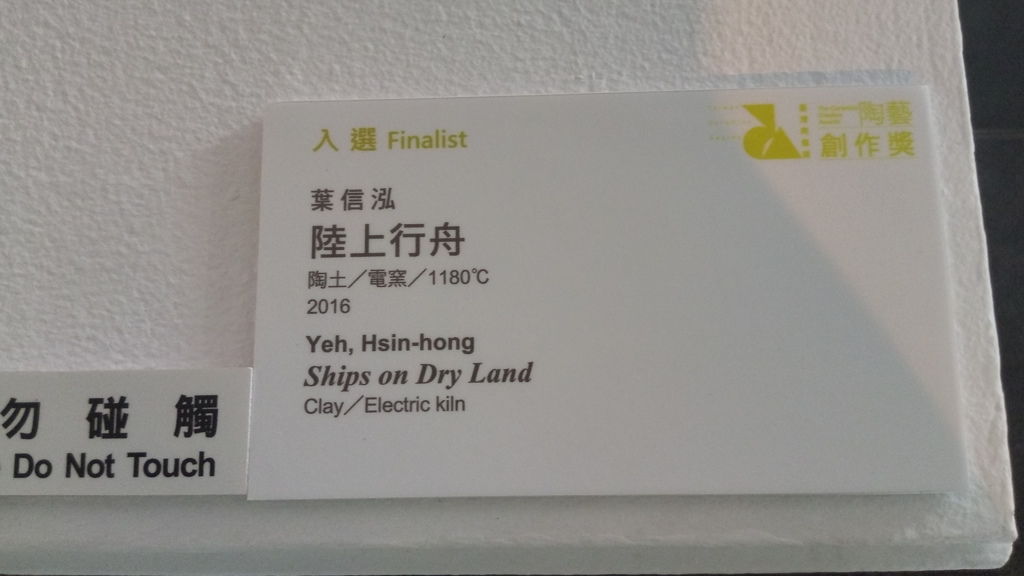 入選 Finalist
陶藝
創作獎
葉信泓
陸上行舟
陶土／電窯／1180℃
2016
Yeh, Hsin-hong
Ships on Dry Land
Clay／Electric kiln
勿碰觸
Do Not Touch